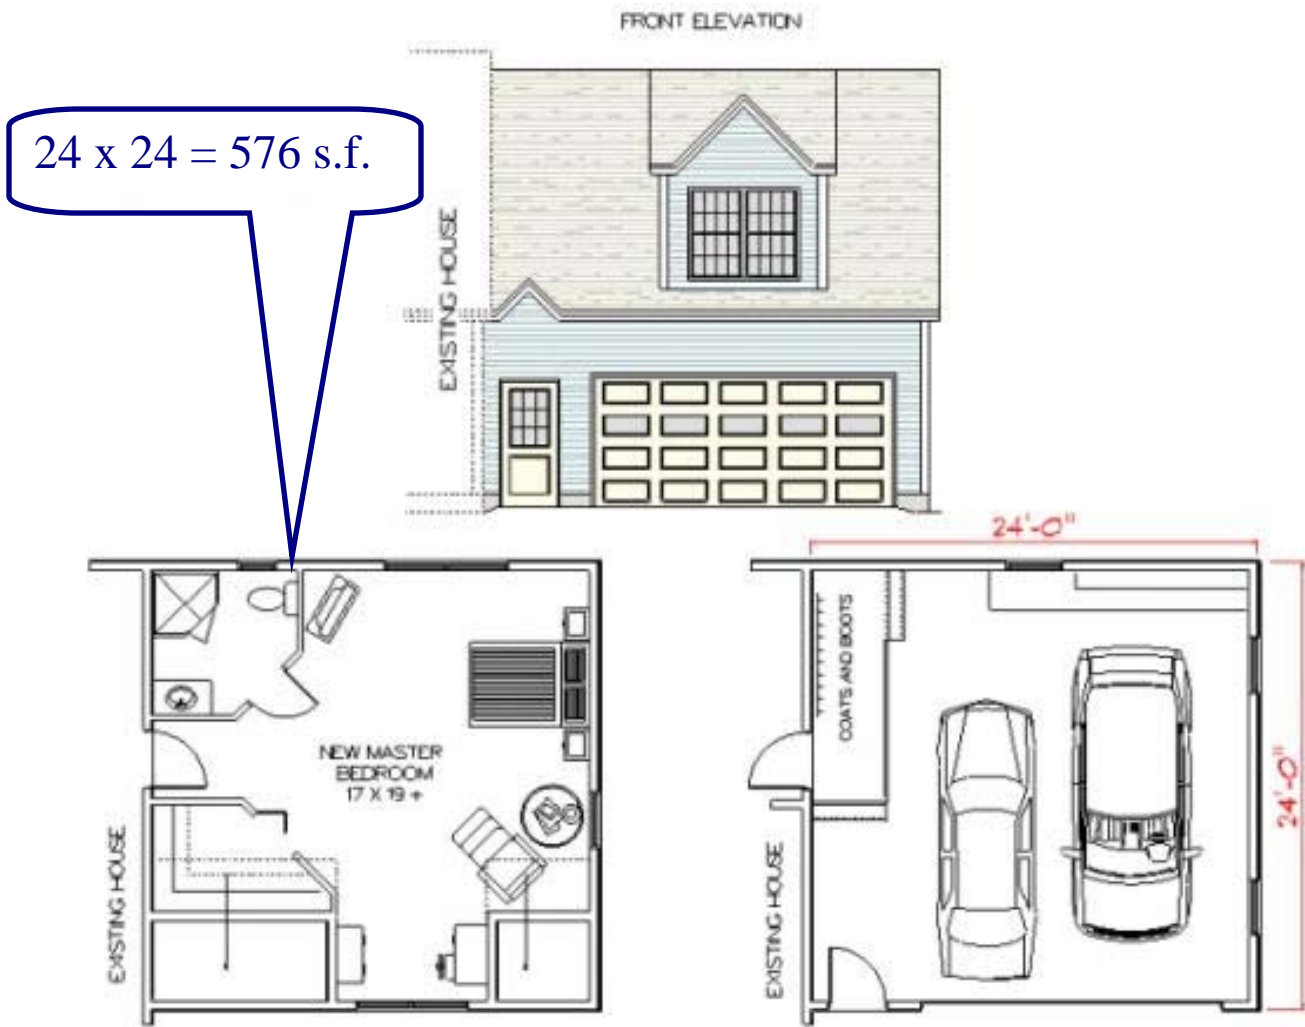 FRONT ELEVATION
24 x 24 = 576 s.f.
EXISTING HOUSE
24'-0"
COATS AND BOOTS
NEW MASTER
BEDROOM
17 X 19 +
24'-0"
EXISTING HOUSE
EXISTING HOUSE